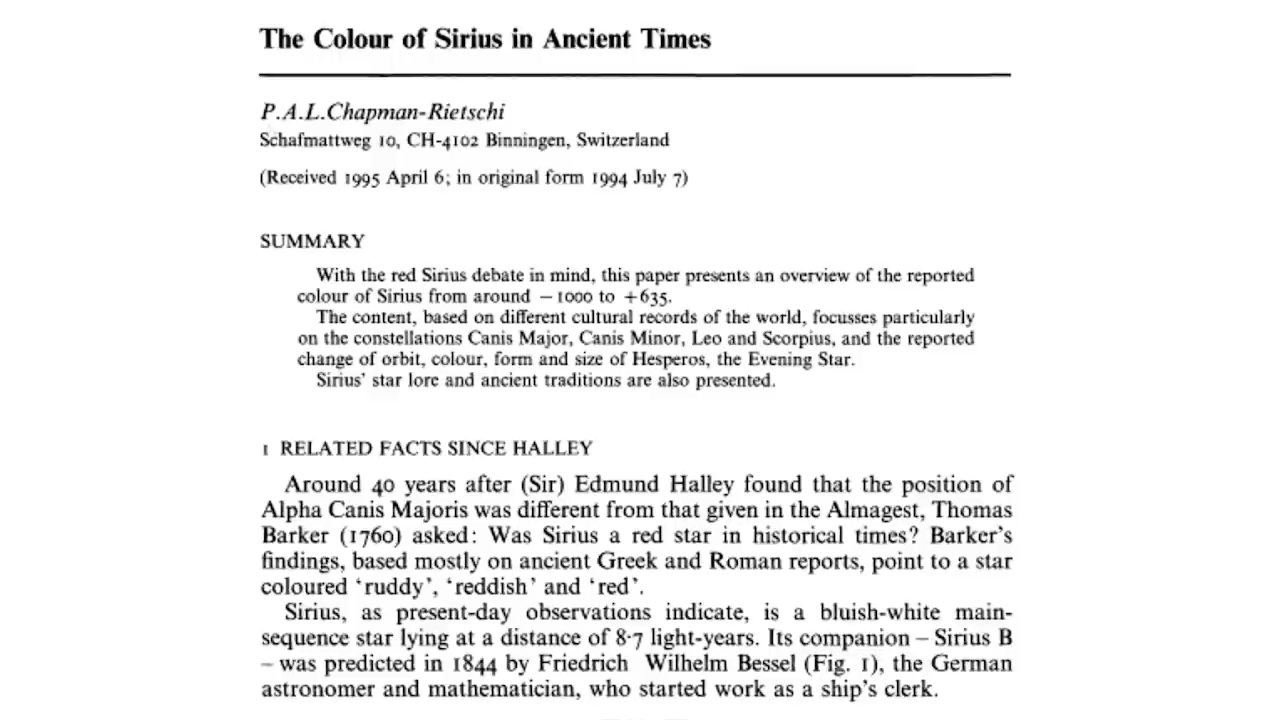 The Colour of Sirius in Ancient Times
P.A.L.Chapman-Rietschi
Schafmattweg 10, CH-4102 Binningen, Switzerland
(Received 1995 April 6; in original form 1994 July 7)
SUMMARY
With the red Sirius debate in mind, this paper presents an overview of the reported
colour of Sirius from around −1000 to +635.
The content, based on different cultural records of the world, focusses particularly
on the constellations Canis Major, Canis Minor, Leo and Scorpius, and the reported
change of orbit, colour, form and size of Hesperos, the Evening Star.
Sirius' star lore and ancient traditions are also presented.
1 RELATED FACTS SINCE HALLEY
Around 40 years after (Sir) Edmund Halley found that the position of
Alpha Canis Majoris was different from that given in the Almagest, Thomas
Barker (1760) asked: Was Sirius a red star in historical times? Barker's
findings, based mostly on ancient Greek and Roman reports, point to a star
coloured 'ruddy', 'reddish' and 'red'.
Sirius, as present-day observations indicate, is a bluish-white main-
sequence star lying at a distance of 8·7 light-years. Its companion – Sirius B
– was predicted in 1844 by Friedrich Wilhelm Bessel (Fig. 1), the German
astronomer and mathematician, who started work as a ship's clerk.